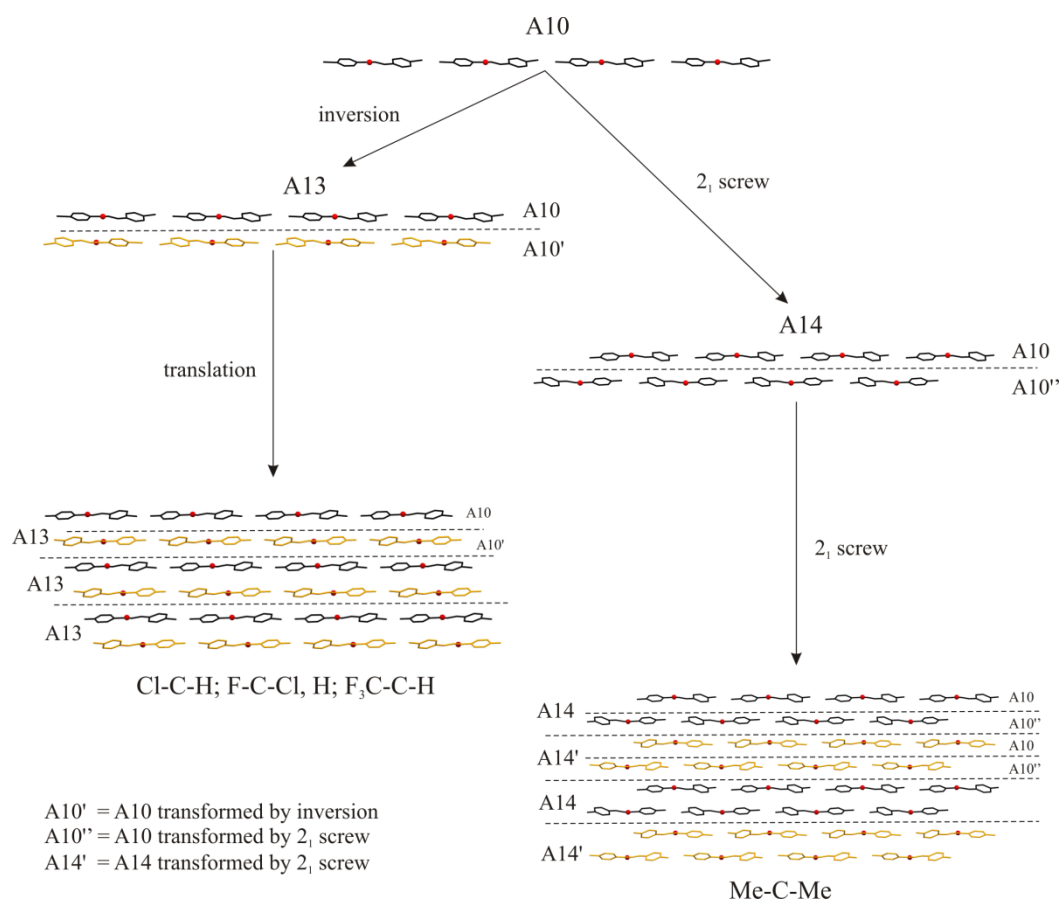 A10
inversion
2₁ screw
A13
A10
A10'
translation
A14
A10
A10''
A10
A13
A10'
A13
A13
Cl-C-H; F-C-Cl, H; F₃C-C-H
2₁ screw
A10
A14
A10''
A10
A14'
A10''
A14
A14'
Me-C-Me
A10' = A10 transformed by inversion
A10'' = A10 transformed by 2₁ screw
A14' = A14 transformed by 2₁ screw